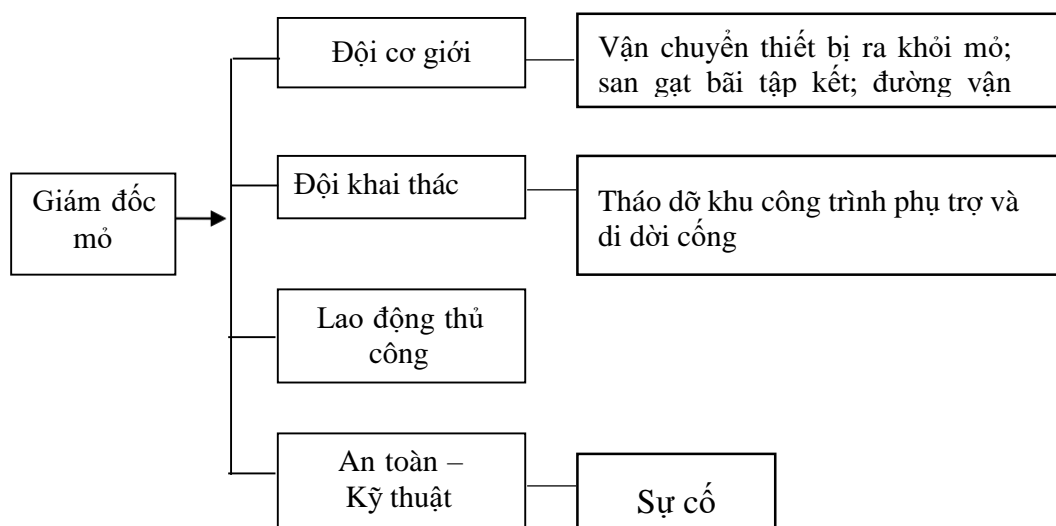 Đội cơ giới
Vận chuyển thiết bị ra khỏi mỏ;
san gạt bãi tập kết; đường vận
Giám đốc
mỏ
Đội khai thác
Tháo dỡ khu công trình phụ trợ và
di dời cống
Lao động thủ
công
An toàn –
Kỹ thuật
Sự cố